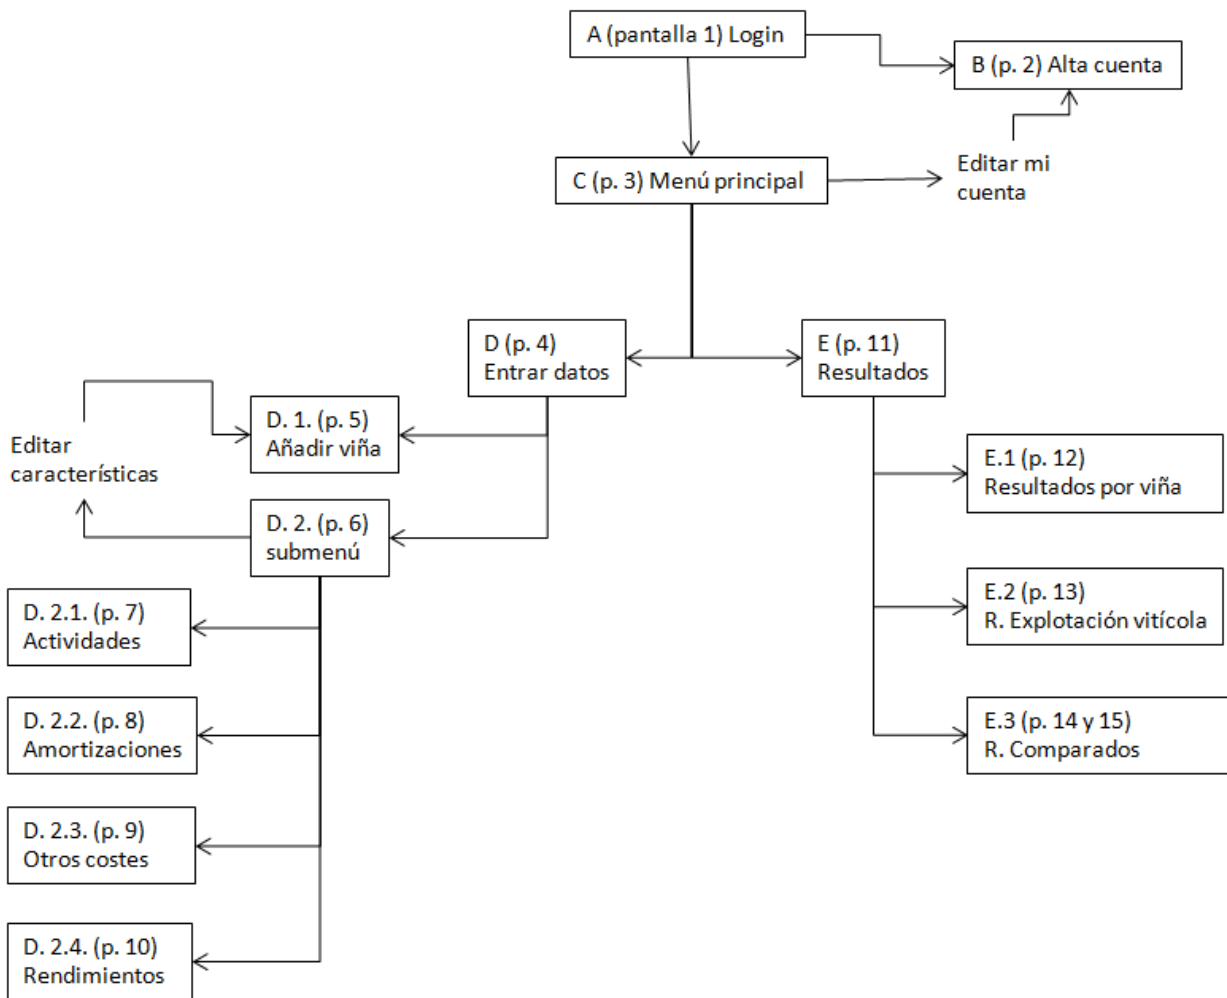 A (pantalla 1) Login
B (p. 2) Alta cuenta
Editar mi
cuenta
C (p. 3) Menú principal
D (p. 4)
Entrar datos
E (p. 11)
Resultados
D. 1. (p. 5)
Añadir viña
Editar
características
D. 2. (p. 6)
submenú
E.1 (p. 12)
Resultados por viña
D. 2.1. (p. 7)
Actividades
E.2 (p. 13)
R. Explotación vitícola
D. 2.2. (p. 8)
Amortizaciones
E.3 (p. 14 y 15)
R. Comparados
D. 2.3. (p. 9)
Otros costes
D. 2.4. (p. 10)
Rendimientos